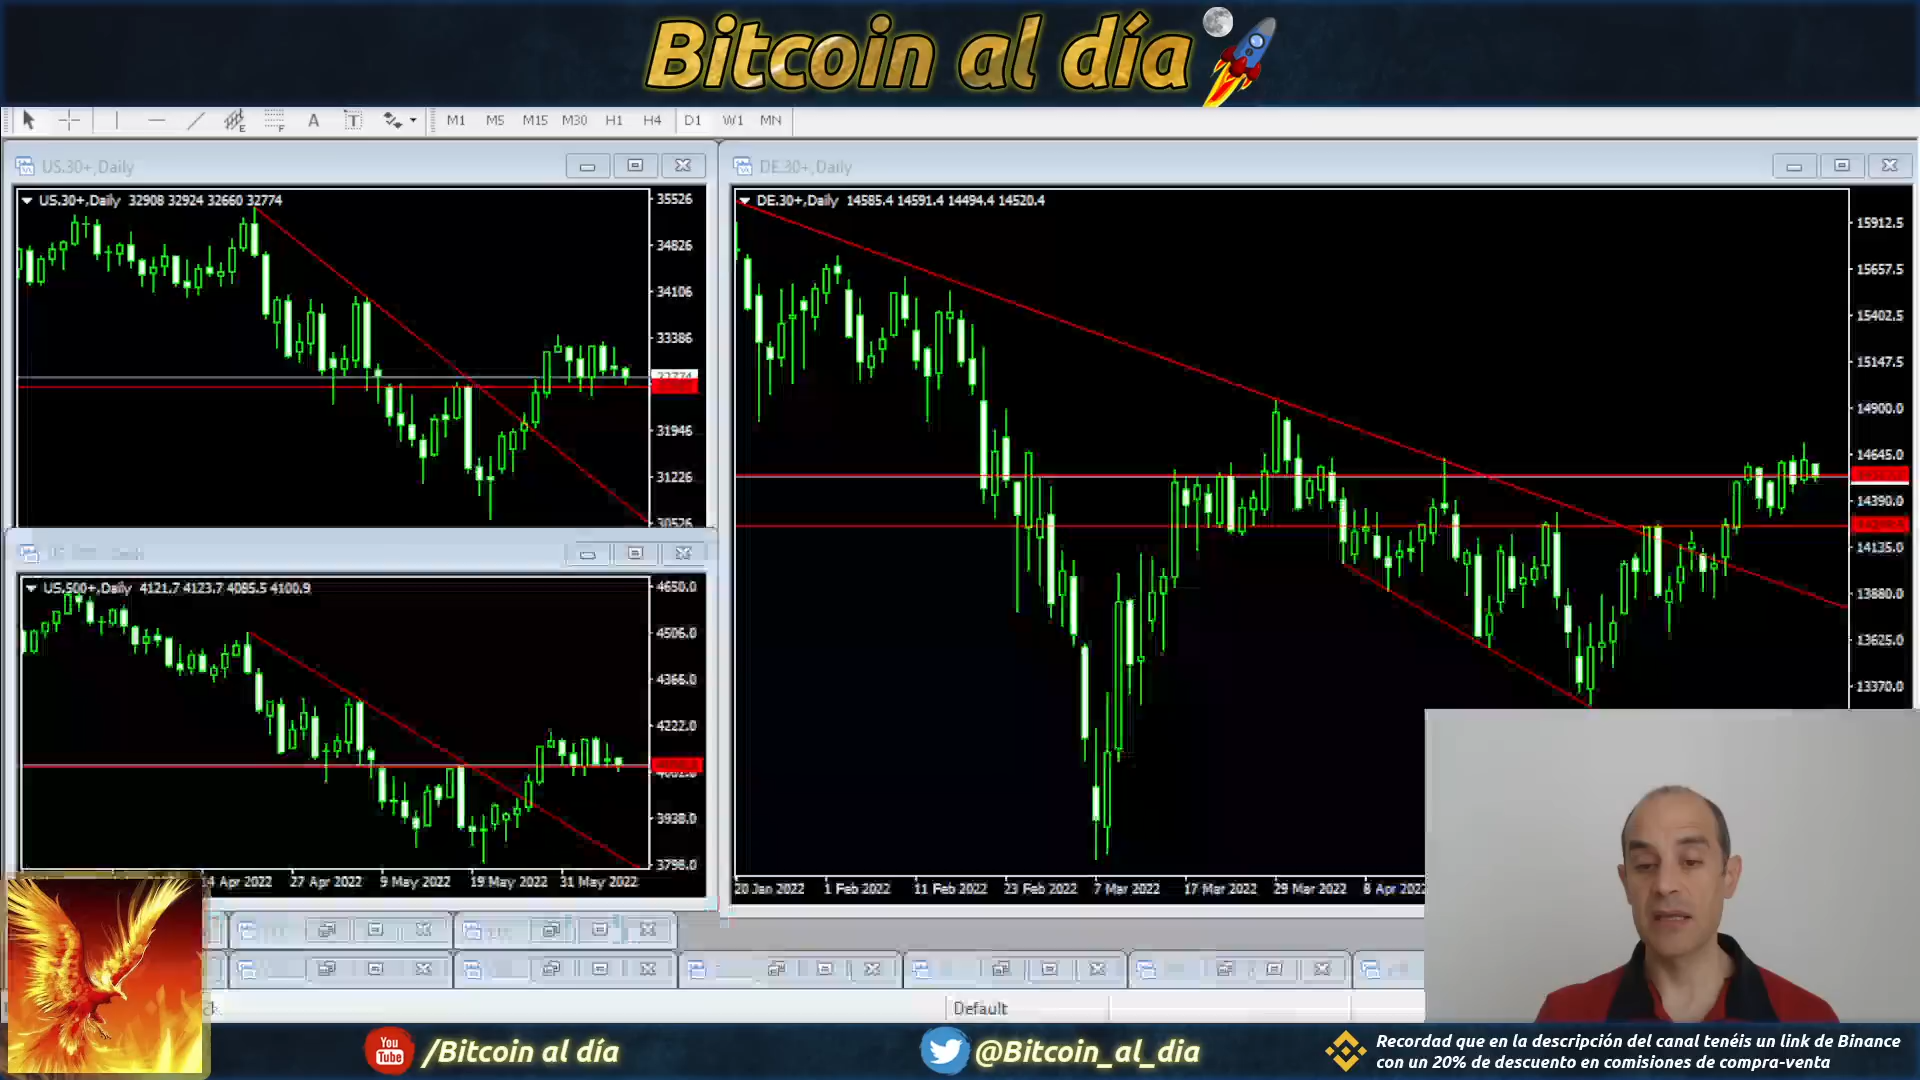 Bitcoin al día
E F A T M1 M5 M15 M30 H1 H4 D1 W1 MN
US.30+,Daily
US.30+,Daily 32908 32924 32660 32774
35526
34826
34106
33386
32774
31946
31226
30526
US.500+,Daily 4121.7 4123.7 4085.5 4100.9
4650.0
4506.0
4366.0
4222.0
3938.0
3798.0
14 Apr 2022 27 Apr 2022 9 May 2022 19 May 2022 31 May 2022
DE.30+,Daily
DE.30+,Daily 14585.4 14591.4 14494.4 14520.4
15912.5
15657.5
15402.5
15147.5
14900.0
14645.0
14390.0
14135.0
13880.0
13625.0
13370.0
20 Jan 2022 1 Feb 2022 11 Feb 2022 23 Feb 2022 7 Mar 2022 17 Mar 2022 29 Mar 2022 8 Apr 2022
Default
You Tube /Bitcoin al día
@Bitcoin_al_dia
Recordad que en la descripción del canal tenéis un link de Binance
con un 20% de descuento en comisiones de compra-venta